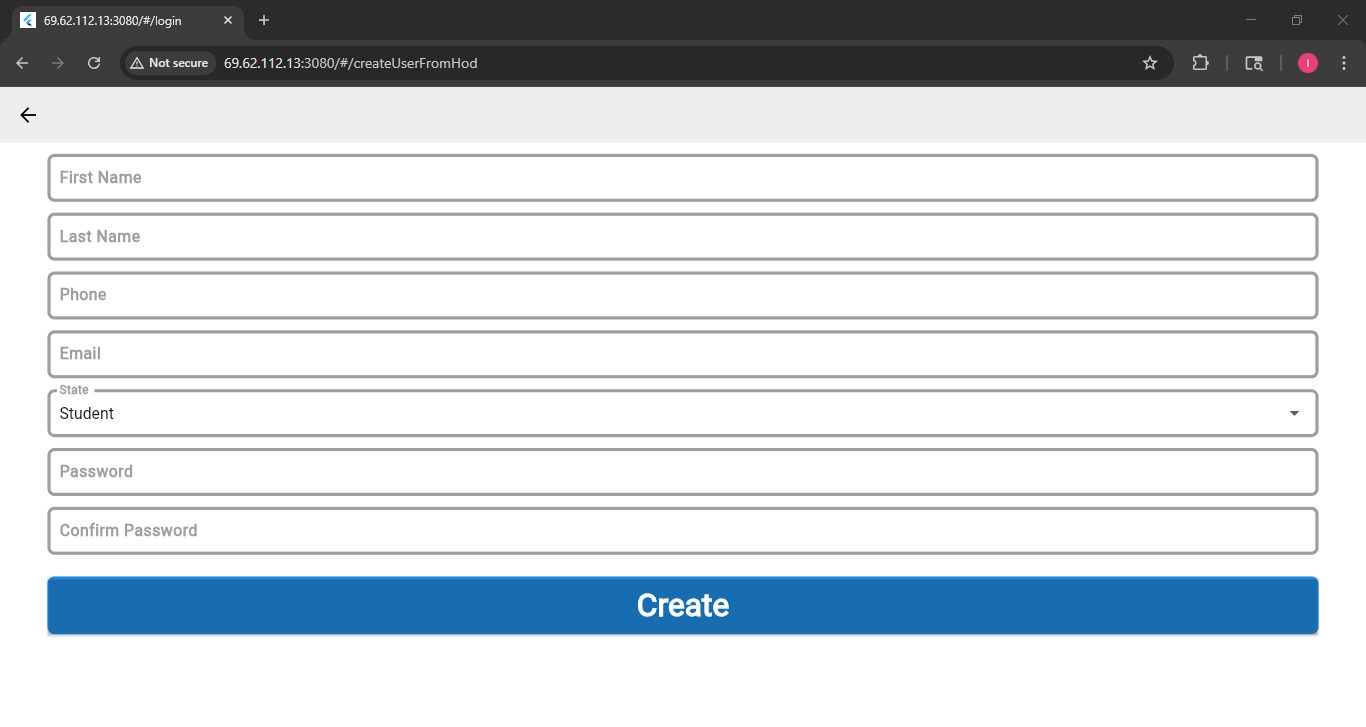 69.62.112.13:3080/#/login
Not secure
69.62.112.13:3080/#/createUserFromHod
I
First Name
Last Name
Phone
Email
State
Student
Password
Confirm Password
Create